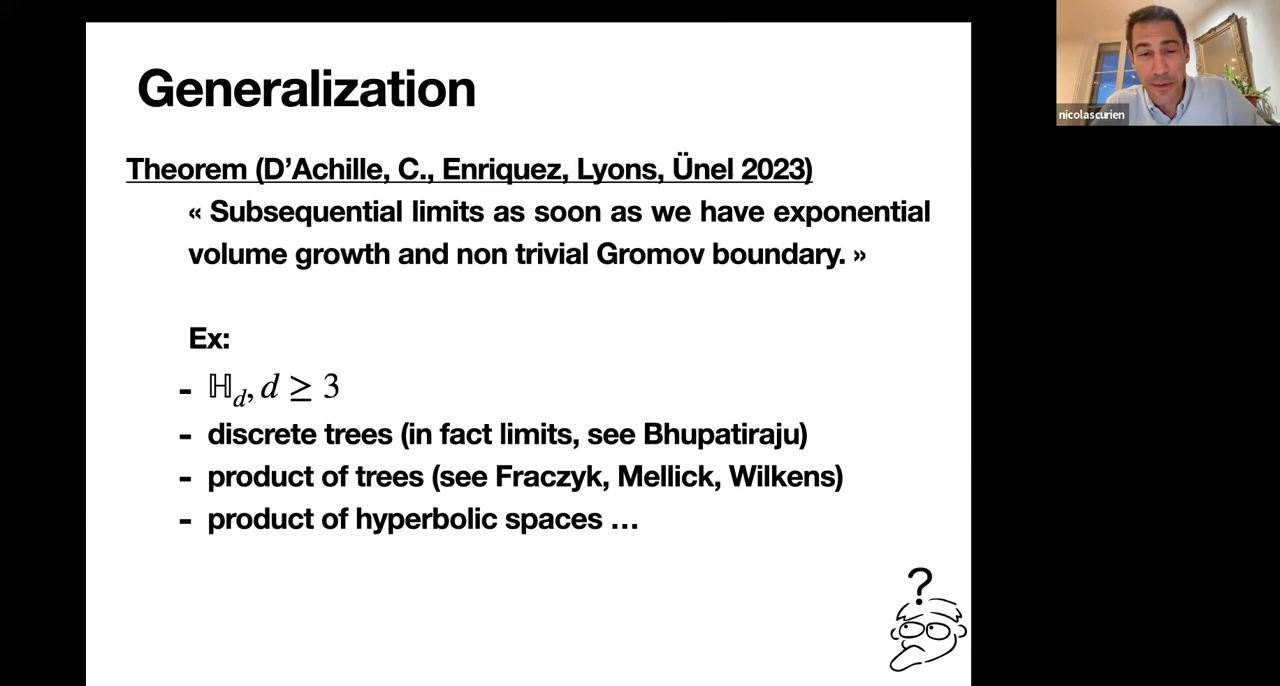 Generalization
Theorem (D’Achille, C., Enriquez, Lyons, Ünel 2023)
« Subsequential limits as soon as we have exponential
volume growth and non trivial Gromov boundary. »
Ex:
- ℍ_d, d ≥ 3
- discrete trees (in fact limits, see Bhupatiraju)
- product of trees (see Fraczyk, Mellick, Wilkens)
- product of hyperbolic spaces …
?
nicolascurien